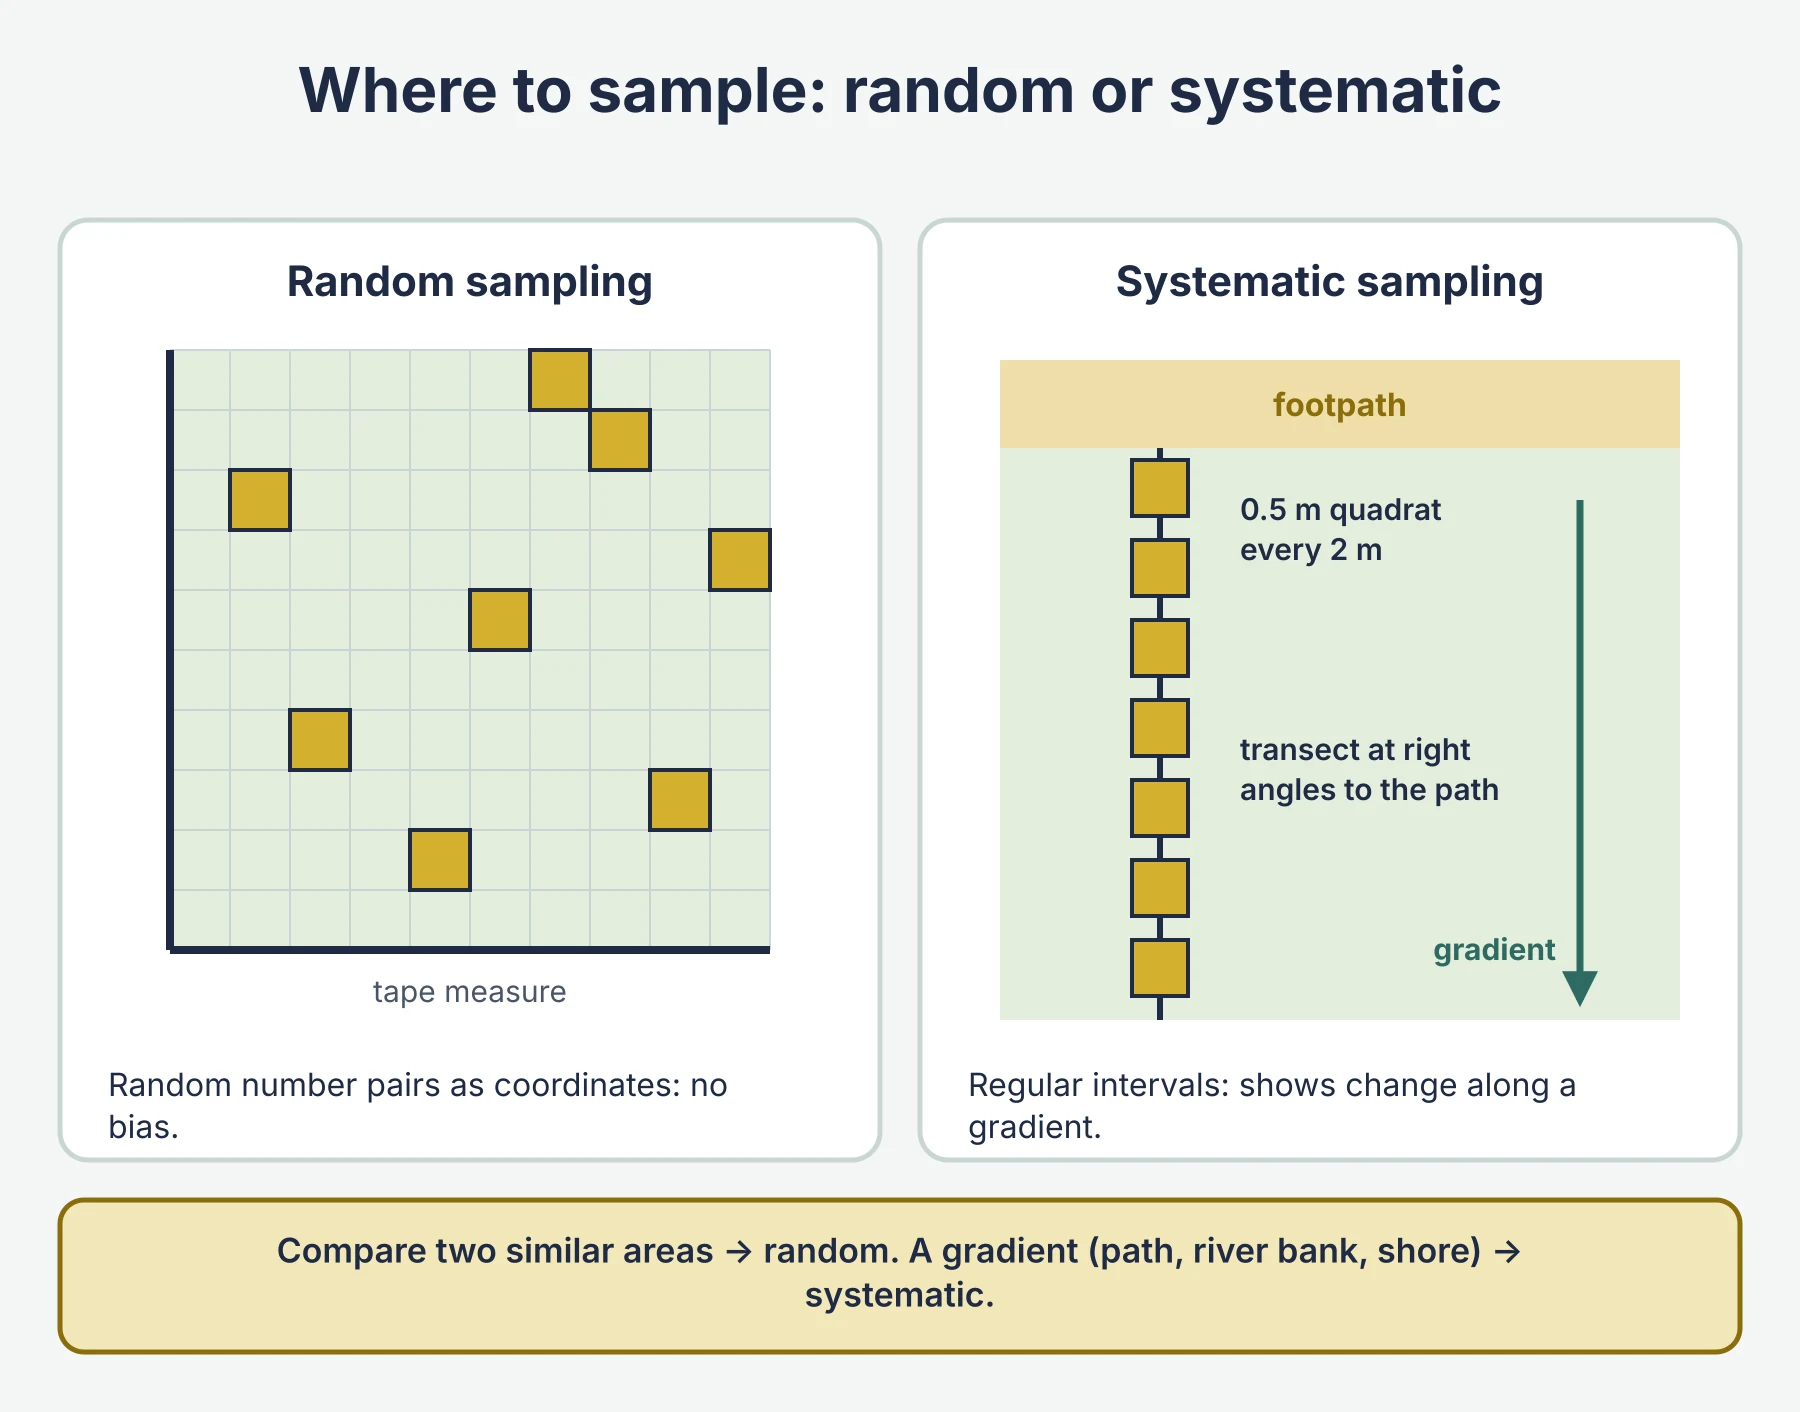 Where to sample: random or systematic
Random sampling
tape measure
Random number pairs as coordinates: no
bias.
Systematic sampling
footpath
0.5 m quadrat
every 2 m
transect at right
angles to the path
gradient
Regular intervals: shows change along a
gradient.
Compare two similar areas → random. A gradient (path, river bank, shore) →
systematic.